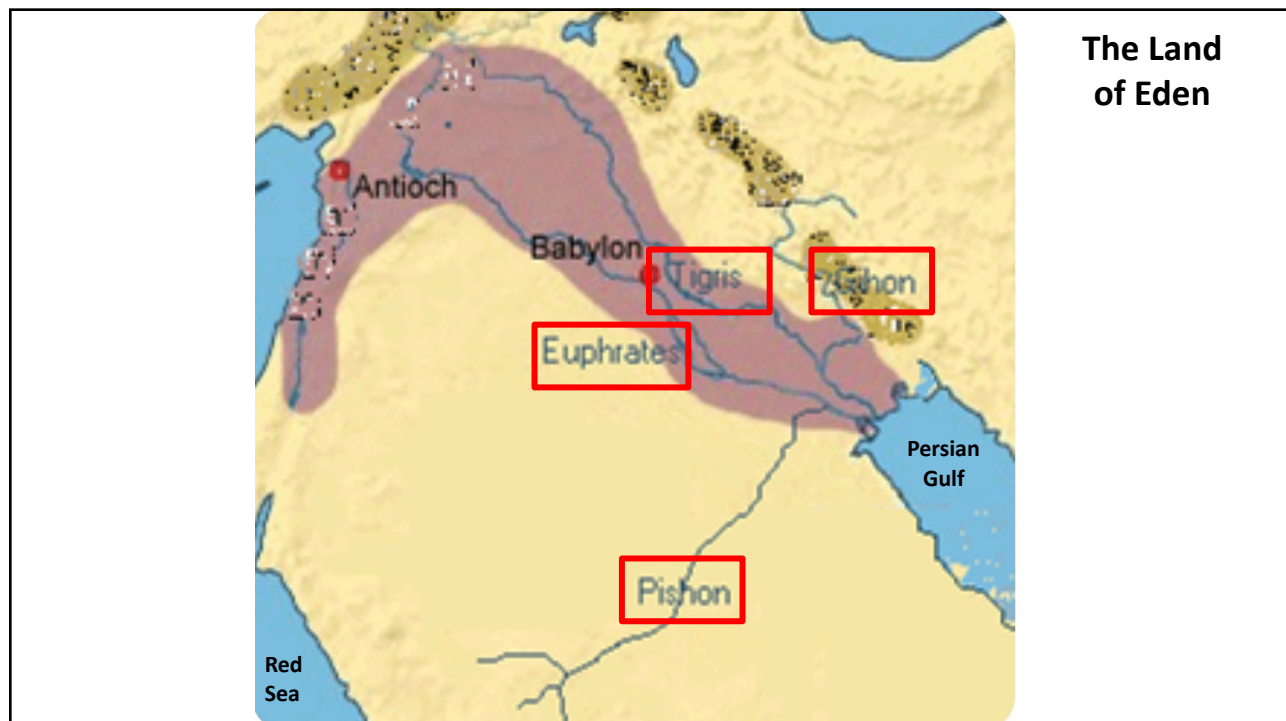 The Land
of Eden
Antioch
Babylon
Tigris
Gihon
Euphrates
Persian
Gulf
Pishon
Red
Sea